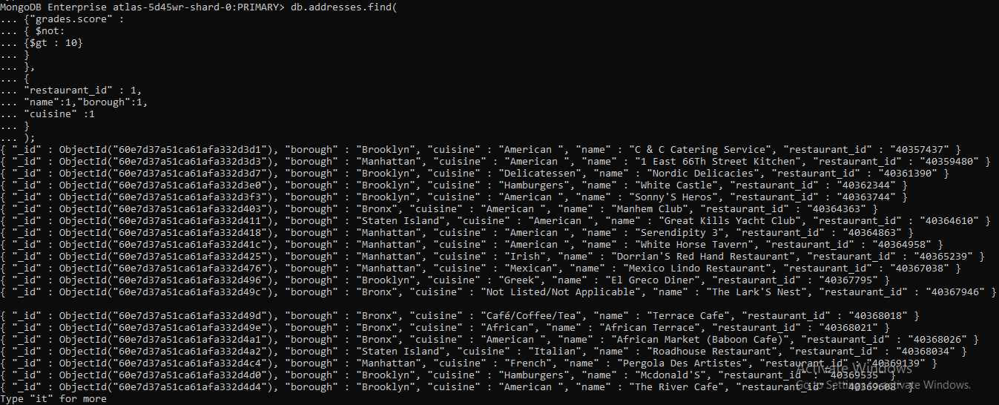 MongoDB Enterprise atlas-5d45wr-shard-0:PRIMARY> db.addresses.find(
... {"grades.score" :
... { $not:
... {$gt : 10}
... }
... },
... {
... "restaurant_id" : 1,
... "name":1,"borough":1,
... "cuisine" :1
... }
... );
{ "_id" : ObjectId("60e7d37a51ca61afa332d3d1"), "borough" : "Brooklyn", "cuisine" : "American ", "name" : "C & C Catering Service", "restaurant_id" : "40357437" }
{ "_id" : ObjectId("60e7d37a51ca61afa332d3d3"), "borough" : "Manhattan", "cuisine" : "American ", "name" : "1 East 66Th Street Kitchen", "restaurant_id" : "40359480" }
{ "_id" : ObjectId("60e7d37a51ca61afa332d3d7"), "borough" : "Brooklyn", "cuisine" : "Delicatessen", "name" : "Nordic Delicacies", "restaurant_id" : "40361390" }
{ "_id" : ObjectId("60e7d37a51ca61afa332d3e0"), "borough" : "Brooklyn", "cuisine" : "Hamburgers", "name" : "White Castle", "restaurant_id" : "40362344" }
{ "_id" : ObjectId("60e7d37a51ca61afa332d3f3"), "borough" : "Brooklyn", "cuisine" : "American ", "name" : "Sonny'S Heros", "restaurant_id" : "40363744" }
{ "_id" : ObjectId("60e7d37a51ca61afa332d403"), "borough" : "Bronx", "cuisine" : "American ", "name" : "Manhem Club", "restaurant_id" : "40364363" }
{ "_id" : ObjectId("60e7d37a51ca61afa332d411"), "borough" : "Staten Island", "cuisine" : "American ", "name" : "Great Kills Yacht Club", "restaurant_id" : "40364610" }
{ "_id" : ObjectId("60e7d37a51ca61afa332d418"), "borough" : "Manhattan", "cuisine" : "American ", "name" : "Serendipity 3", "restaurant_id" : "40364863" }
{ "_id" : ObjectId("60e7d37a51ca61afa332d41c"), "borough" : "Manhattan", "cuisine" : "American ", "name" : "White Horse Tavern", "restaurant_id" : "40364958" }
{ "_id" : ObjectId("60e7d37a51ca61afa332d425"), "borough" : "Manhattan", "cuisine" : "Irish", "name" : "Dorrian'S Red Hand Restaurant", "restaurant_id" : "40365239" }
{ "_id" : ObjectId("60e7d37a51ca61afa332d476"), "borough" : "Manhattan", "cuisine" : "Mexican", "name" : "Mexico Lindo Restaurant", "restaurant_id" : "40367038" }
{ "_id" : ObjectId("60e7d37a51ca61afa332d496"), "borough" : "Brooklyn", "cuisine" : "Greek", "name" : "El Greco Diner", "restaurant_id" : "40367795" }
{ "_id" : ObjectId("60e7d37a51ca61afa332d49c"), "borough" : "Bronx", "cuisine" : "Not Listed/Not Applicable", "name" : "The Lark'S Nest", "restaurant_id" : "40367946" }
{ "_id" : ObjectId("60e7d37a51ca61afa332d49d"), "borough" : "Bronx", "cuisine" : "Café/Coffee/Tea", "name" : "Terrace Cafe", "restaurant_id" : "40368018" }
{ "_id" : ObjectId("60e7d37a51ca61afa332d49e"), "borough" : "Bronx", "cuisine" : "African", "name" : "African Terrace", "restaurant_id" : "40368021" }
{ "_id" : ObjectId("60e7d37a51ca61afa332d4a1"), "borough" : "Bronx", "cuisine" : "American ", "name" : "African Market (Baboon Cafe)", "restaurant_id" : "40368026" }
{ "_id" : ObjectId("60e7d37a51ca61afa332d4a2"), "borough" : "Staten Island", "cuisine" : "Italian", "name" : "Roadhouse Restaurant", "restaurant_id" : "40368034" }
{ "_id" : ObjectId("60e7d37a51ca61afa332d4c4"), "borough" : "Manhattan", "cuisine" : "French", "name" : "Pergola Des Artistes", "restaurant_id" : "40369139" }
{ "_id" : ObjectId("60e7d37a51ca61afa332d4d0"), "borough" : "Brooklyn", "cuisine" : "Hamburgers", "name" : "Mcdonald'S", "restaurant_id" : "40369535" }
{ "_id" : ObjectId("60e7d37a51ca61afa332d4d4"), "borough" : "Brooklyn", "cuisine" : "American ", "name" : "The River Cafe", "restaurant_id" : "40369608" }
Type "it" for more
Activate Windows
Go to Settings to activate Windows.